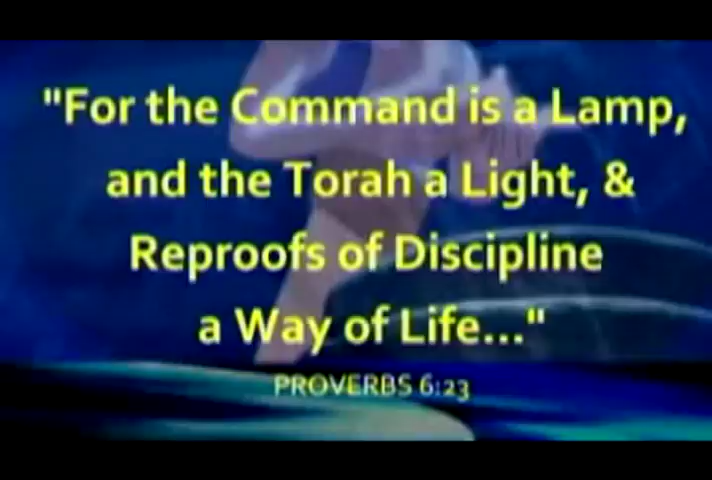 "For the Command is a Lamp,
and the Torah a Light, &
Reproofs of Discipline
a Way of Life..."
PROVERBS 6:23